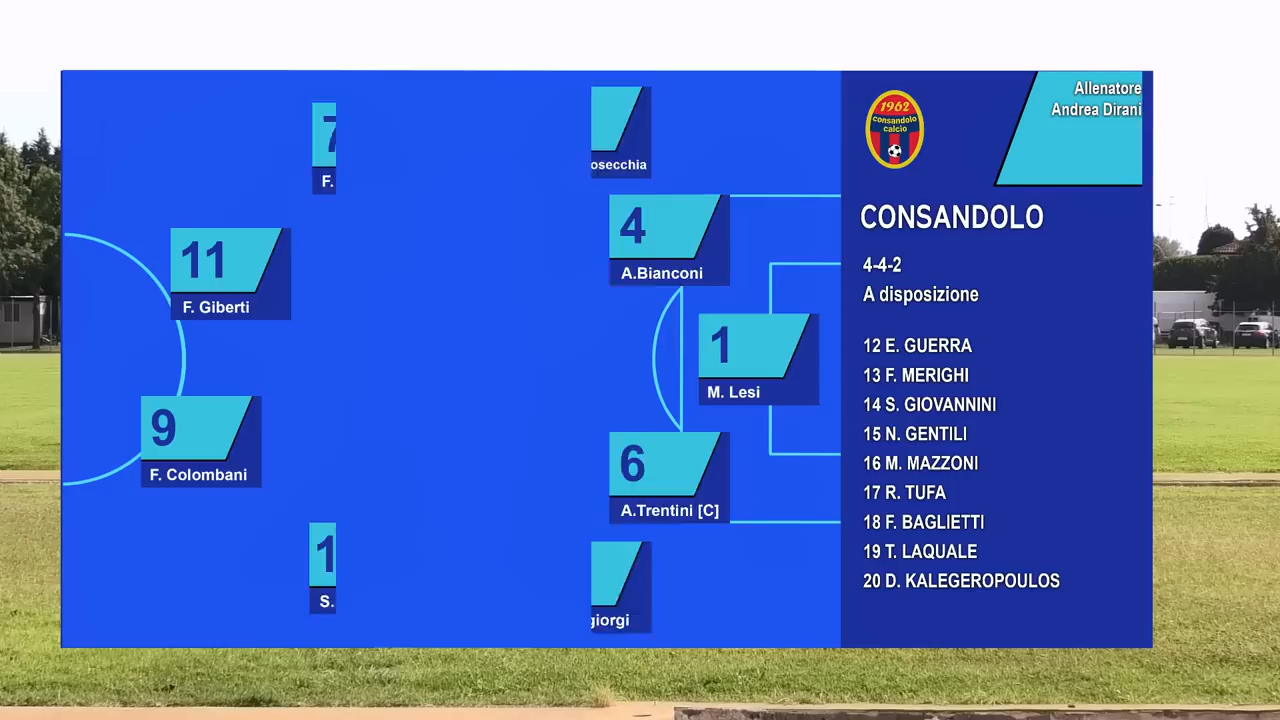 7
F.
osecchia
4
A.Bianconi
11
F. Giberti
1
M. Lesi
9
F. Colombani
6
A.Trentini [C]
1
S.
giorgi
1962
consandolo
calcio
Allenatore
Andrea Dirani
CONSANDOLO
4-4-2
A disposizione
12 E. GUERRA
13 F. MERIGHI
14 S. GIOVANNINI
15 N. GENTILI
16 M. MAZZONI
17 R. TUFA
18 F. BAGLIETTI
19 T. LAQUALE
20 D. KALEGEROPOULOS